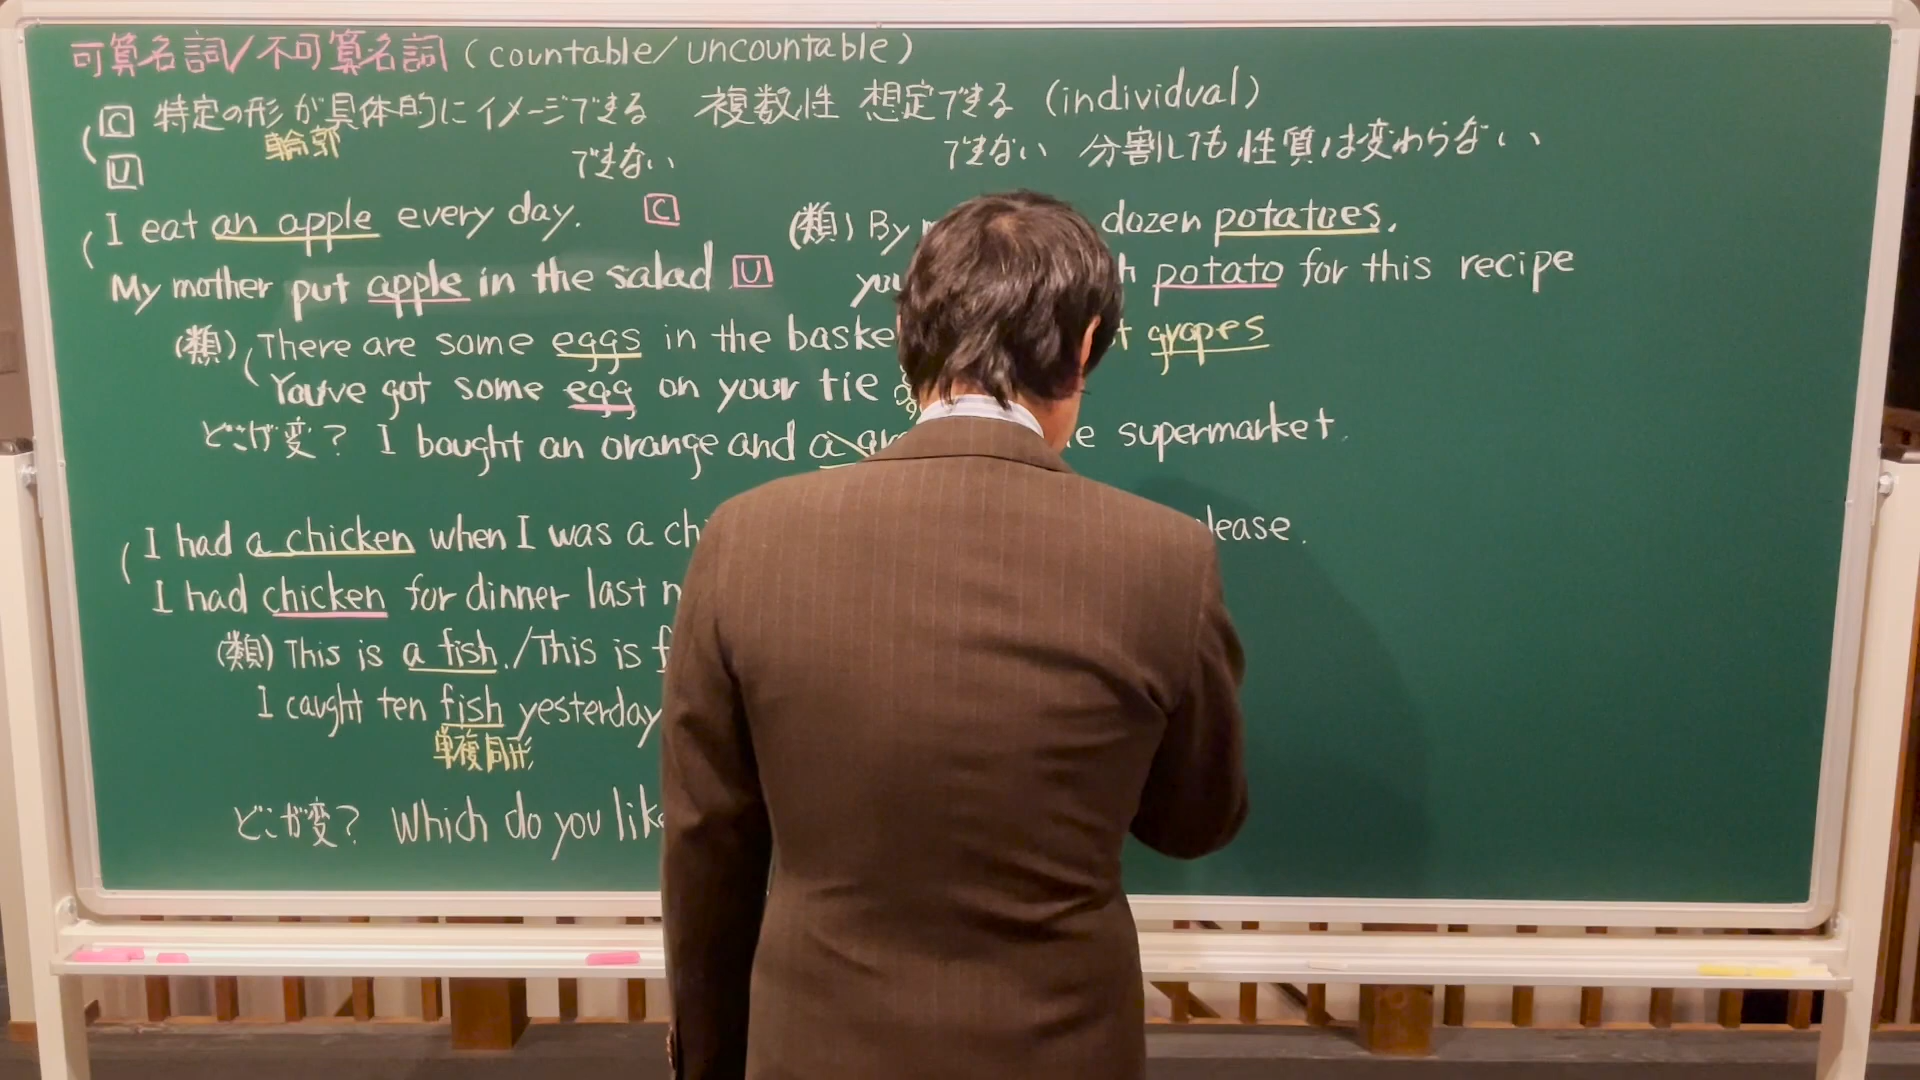 可算名詞/不可算名詞 (countable/uncountable)
C 特定の形が具体的にイメージできる 複数性 想定できる (individual)
輪郭
U できない できない 分割しても性質は変わらない
I eat an apple every day. C
My mother put apple in the salad U
(類) By dozen potatoes.
potato for this recipe
(類) There are some eggs in the baske grapes
You've got some egg on your tie
どこが変? I bought an orange and a supermarket.
I had a chicken when I was a ch lease.
I had chicken for dinner last n
(類) This is a fish./This is f
I caught ten fish yesterday
単複同形
どこが変? Which do you like